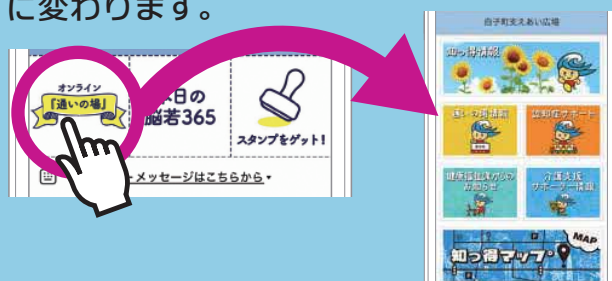 に変わります。
オンライン
「通いの場」
本日の
脳若365
スタンプをゲット!
メッセージはこちらから▾
白子町支えあい広場
知っ得情報
通いの場情報
認知症サポート
健康福祉課からの
お知らせ
介護支援
サポーター情報
知っ得マップ
MAP